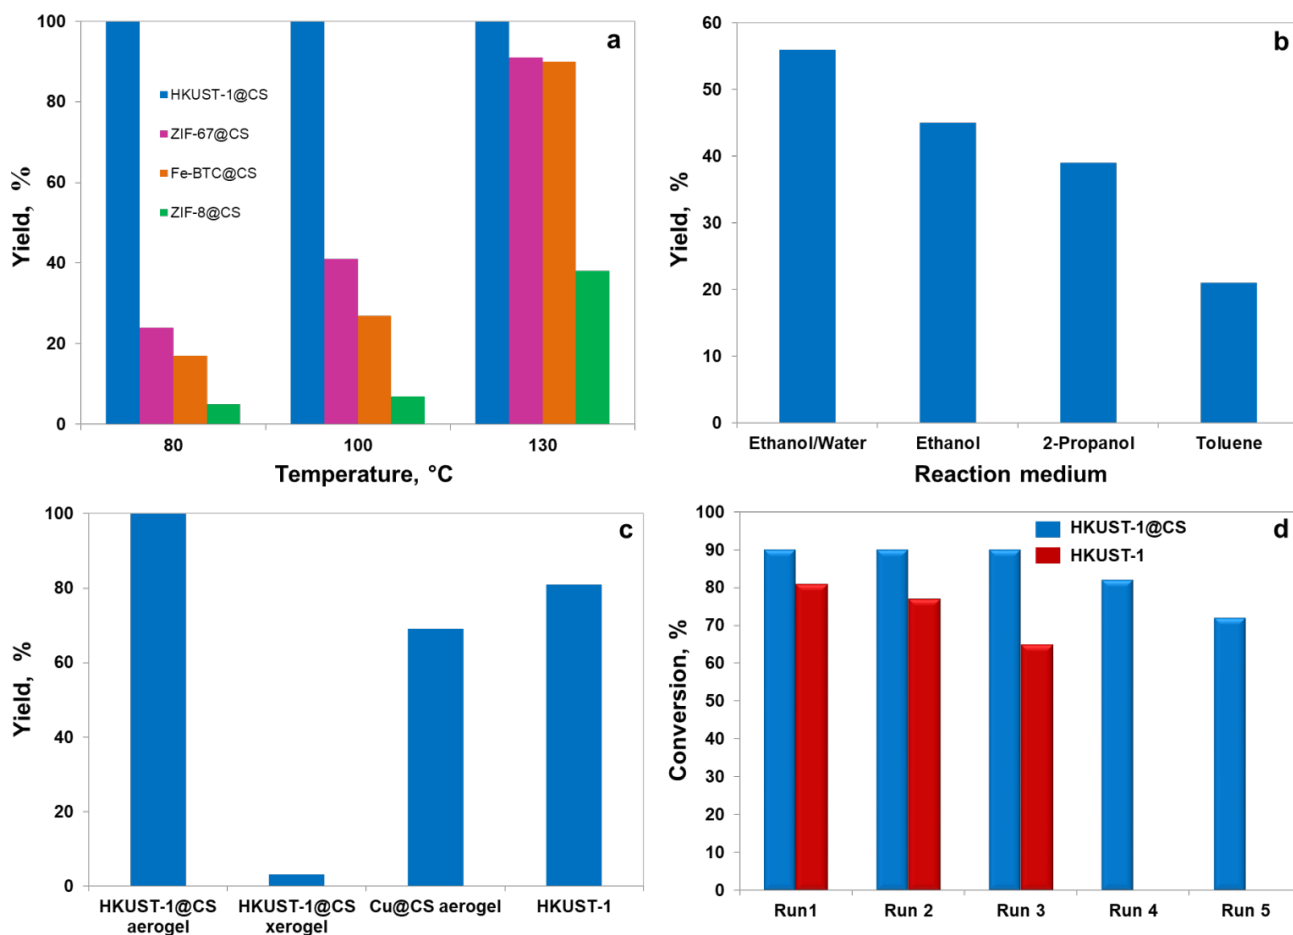 a
Yield, %
100
80
60
40
20
0
HKUST-1@CS
ZIF-67@CS
Fe-BTC@CS
ZIF-8@CS
80 100 130
Temperature, °C
b
Yield, %
60
50
40
30
20
10
0
Ethanol/Water Ethanol 2-Propanol Toluene
Reaction medium
c
Yield, %
100
80
60
40
20
0
HKUST-1@CS HKUST-1@CS Cu@CS aerogel HKUST-1
aerogel xerogel
d
Conversion, %
100
90
80
70
60
50
40
30
20
10
0
HKUST-1@CS
HKUST-1
Run1 Run 2 Run 3 Run 4 Run 5